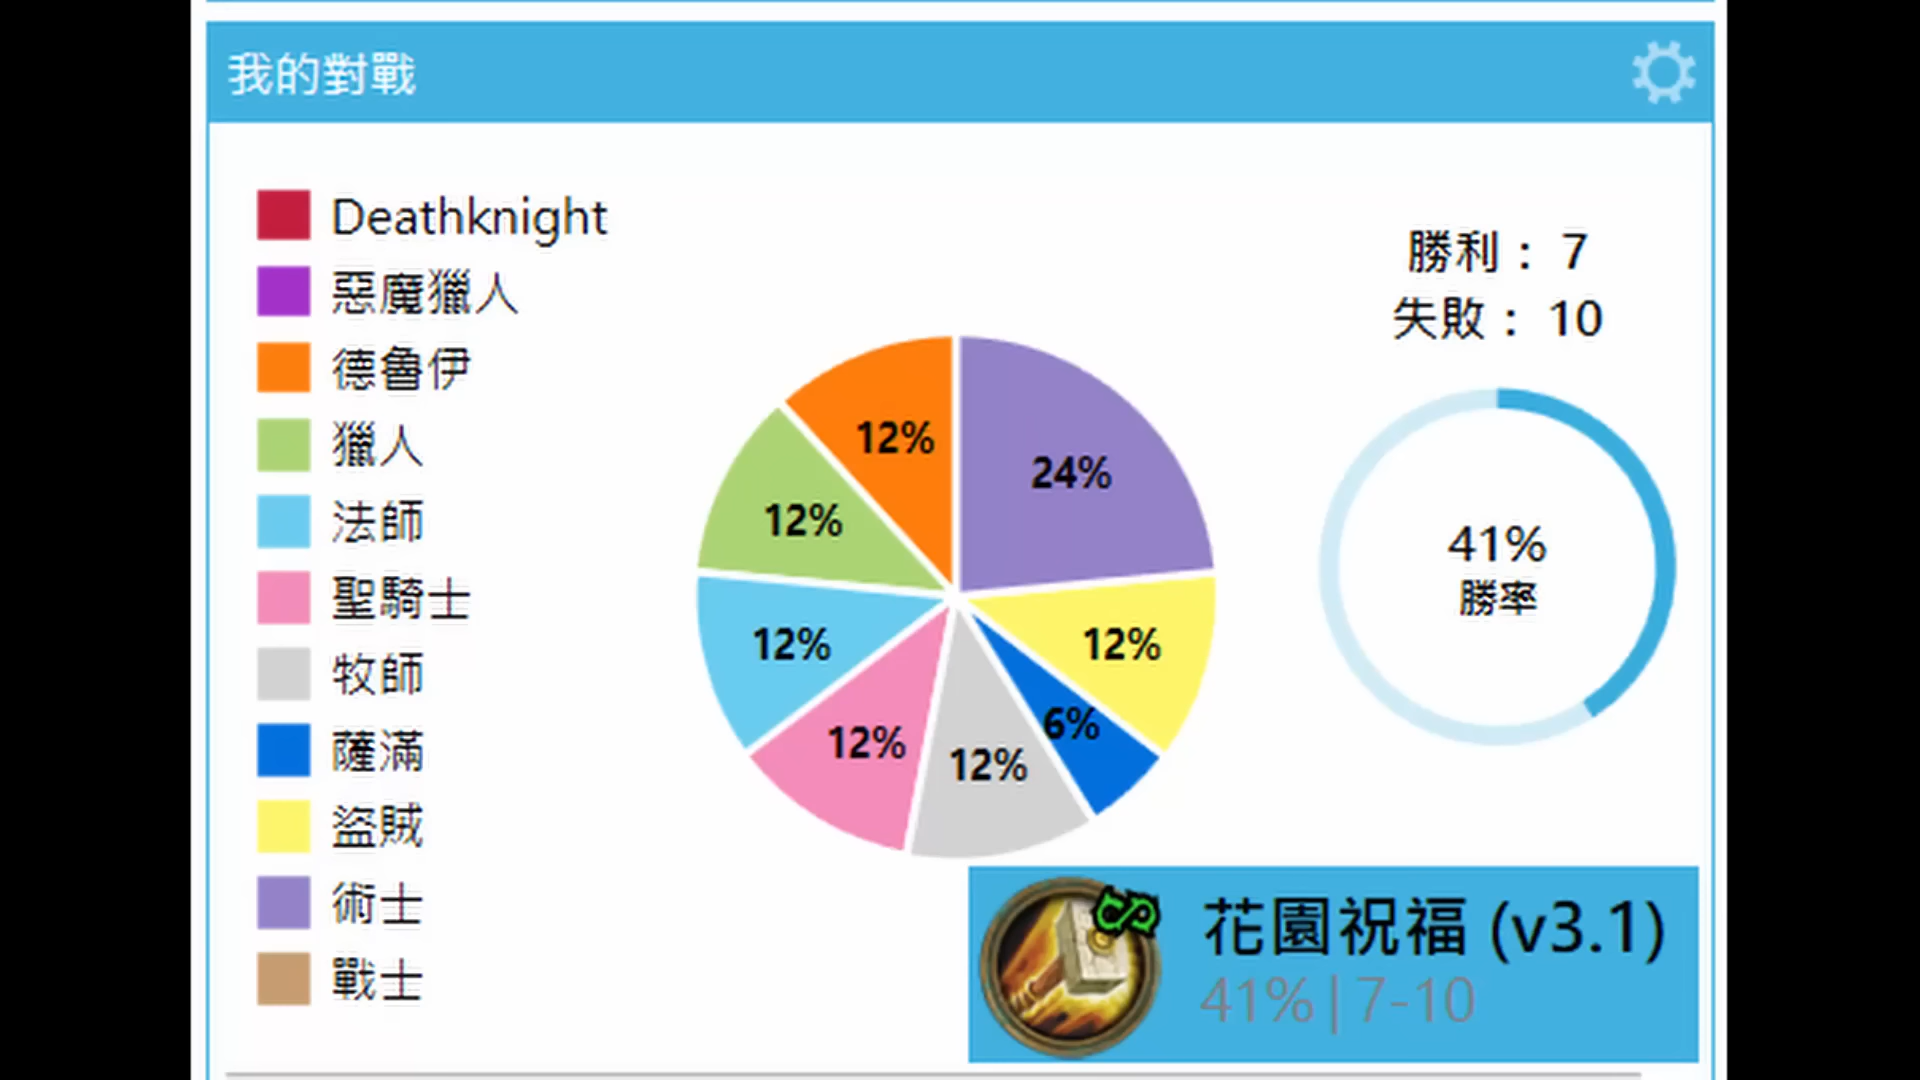 我的對戰
Deathknight
惡魔獵人
德魯伊
獵人
法師
聖騎士
牧師
薩滿
盜賊
術士
戰士
12%
24%
12%
12%
12%
6%
12%
12%
勝利： 7
失敗： 10
41%
勝率
花園祝福 (v3.1)
41% | 7-10